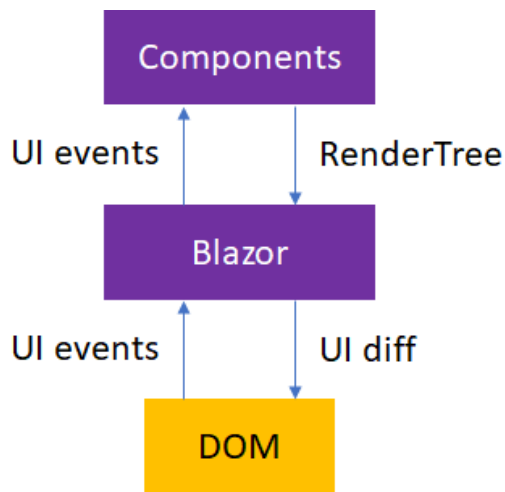 Components
UI events
RenderTree
Blazor
UI events
UI diff
DOM